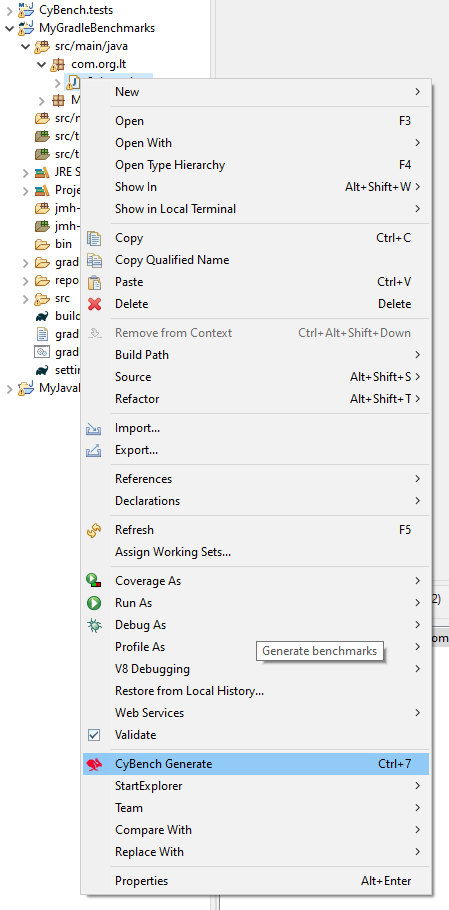 CyBench.tests
MyGradleBenchmarks
src/main/java
com.org.lt
M
src/
src/t
src/t
JRE S
Proje
jmh-
jmh-
bin
grad
repo
src
build
grad
grad
settin
MyJaval
New
Open F3
Open With
Open Type Hierarchy F4
Show In Alt+Shift+W
Show in Local Terminal
Copy Ctrl+C
Copy Qualified Name
Paste Ctrl+V
Delete Delete
Remove from Context Ctrl+Alt+Shift+Down
Build Path
Source Alt+Shift+S
Refactor Alt+Shift+T
Import...
Export...
References
Declarations
Refresh F5
Assign Working Sets...
Coverage As
Run As
Debug As
Profile As
Generate benchmarks
V8 Debugging
Restore from Local History...
Web Services
Validate
CyBench Generate Ctrl+7
StartExplorer
Team
Compare With
Replace With
Properties Alt+Enter
2)
om